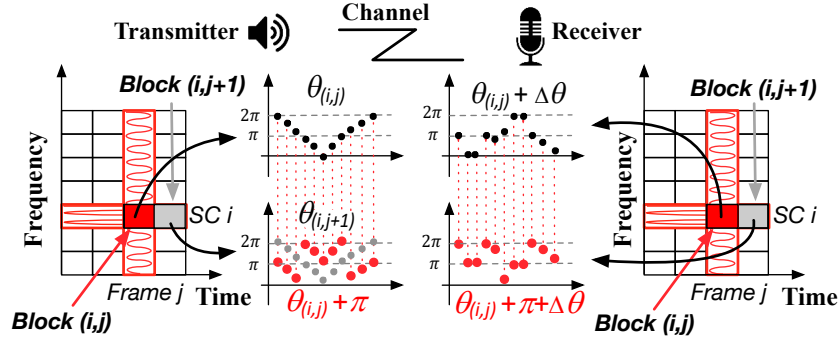 Transmitter
Channel
Receiver
Block (i,j+1)
θ(i,j)
2π
π
Frequency
SC i
θ(i,j+1)
2π
π
Frame j
Time
Block (i,j)
θ(i,j) + π
θ(i,j) + Δθ
2π
π
2π
π
θ(i,j) + π+Δθ
Block (i,j+1)
Frequency
SC i
Frame j
Time
Block (i,j)